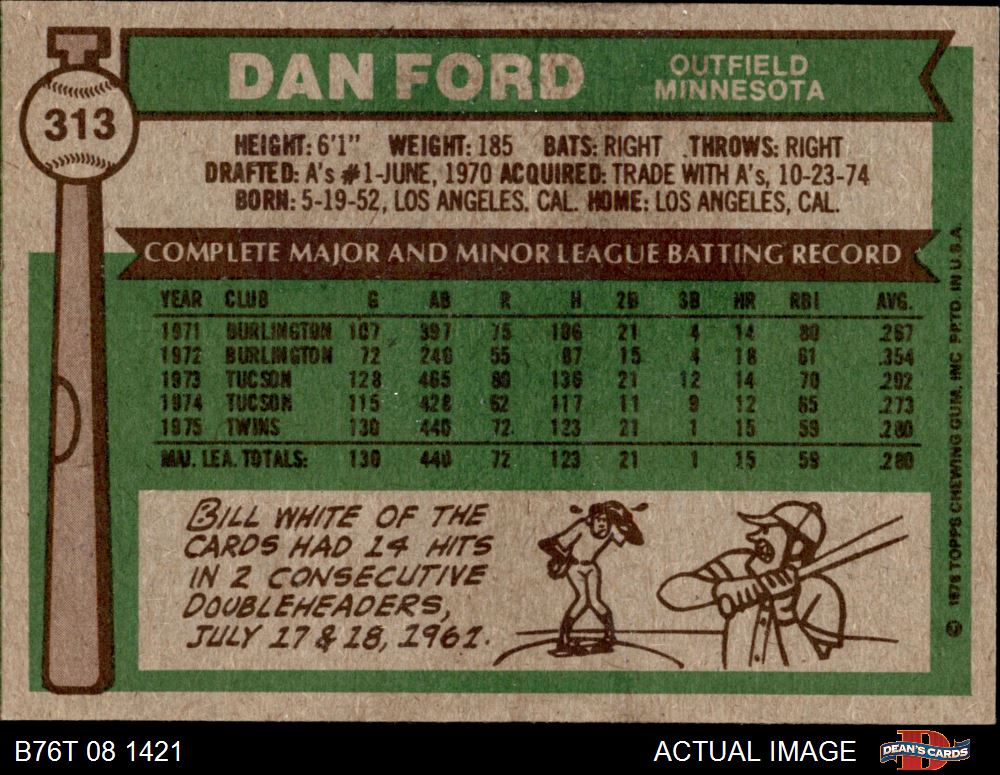 313
DAN FORD
OUTFIELD
MINNESOTA
HEIGHT: 6'1" WEIGHT: 185 BATS: RIGHT THROWS: RIGHT
DRAFTED: A's #1-JUNE, 1970 ACQUIRED: TRADE WITH A's, 10-23-74
BORN: 5-19-52, LOS ANGELES. CAL. HOME: LOS ANGELES, CAL.
COMPLETE MAJOR AND MINOR LEAGUE BATTING RECORD
YEAR CLUB G AB R H 2B 3B HR RBI AVG.
1971 BURLINGTON 107 397 75 106 21 4 14 80 .267
1972 BURLINGTON 72 246 55 87 15 4 18 61 .354
1973 TUCSON 128 465 80 136 21 12 14 70 .292
1974 TUCSON 115 428 62 117 11 9 12 65 .273
1975 TWINS 130 440 72 123 21 1 15 59 .280
MAJ. LEA. TOTALS: 130 440 72 123 21 1 15 59 .280
BILL WHITE OF THE
CARDS HAD 14 HITS
IN 2 CONSECUTIVE
DOUBLEHEADERS,
JULY 17 & 18, 1961.
© 1976 TOPPS CHEWING GUM, INC. PRTD. IN U.S.A.
B76T 08 1421
ACTUAL IMAGE
DEAN'S CARDS